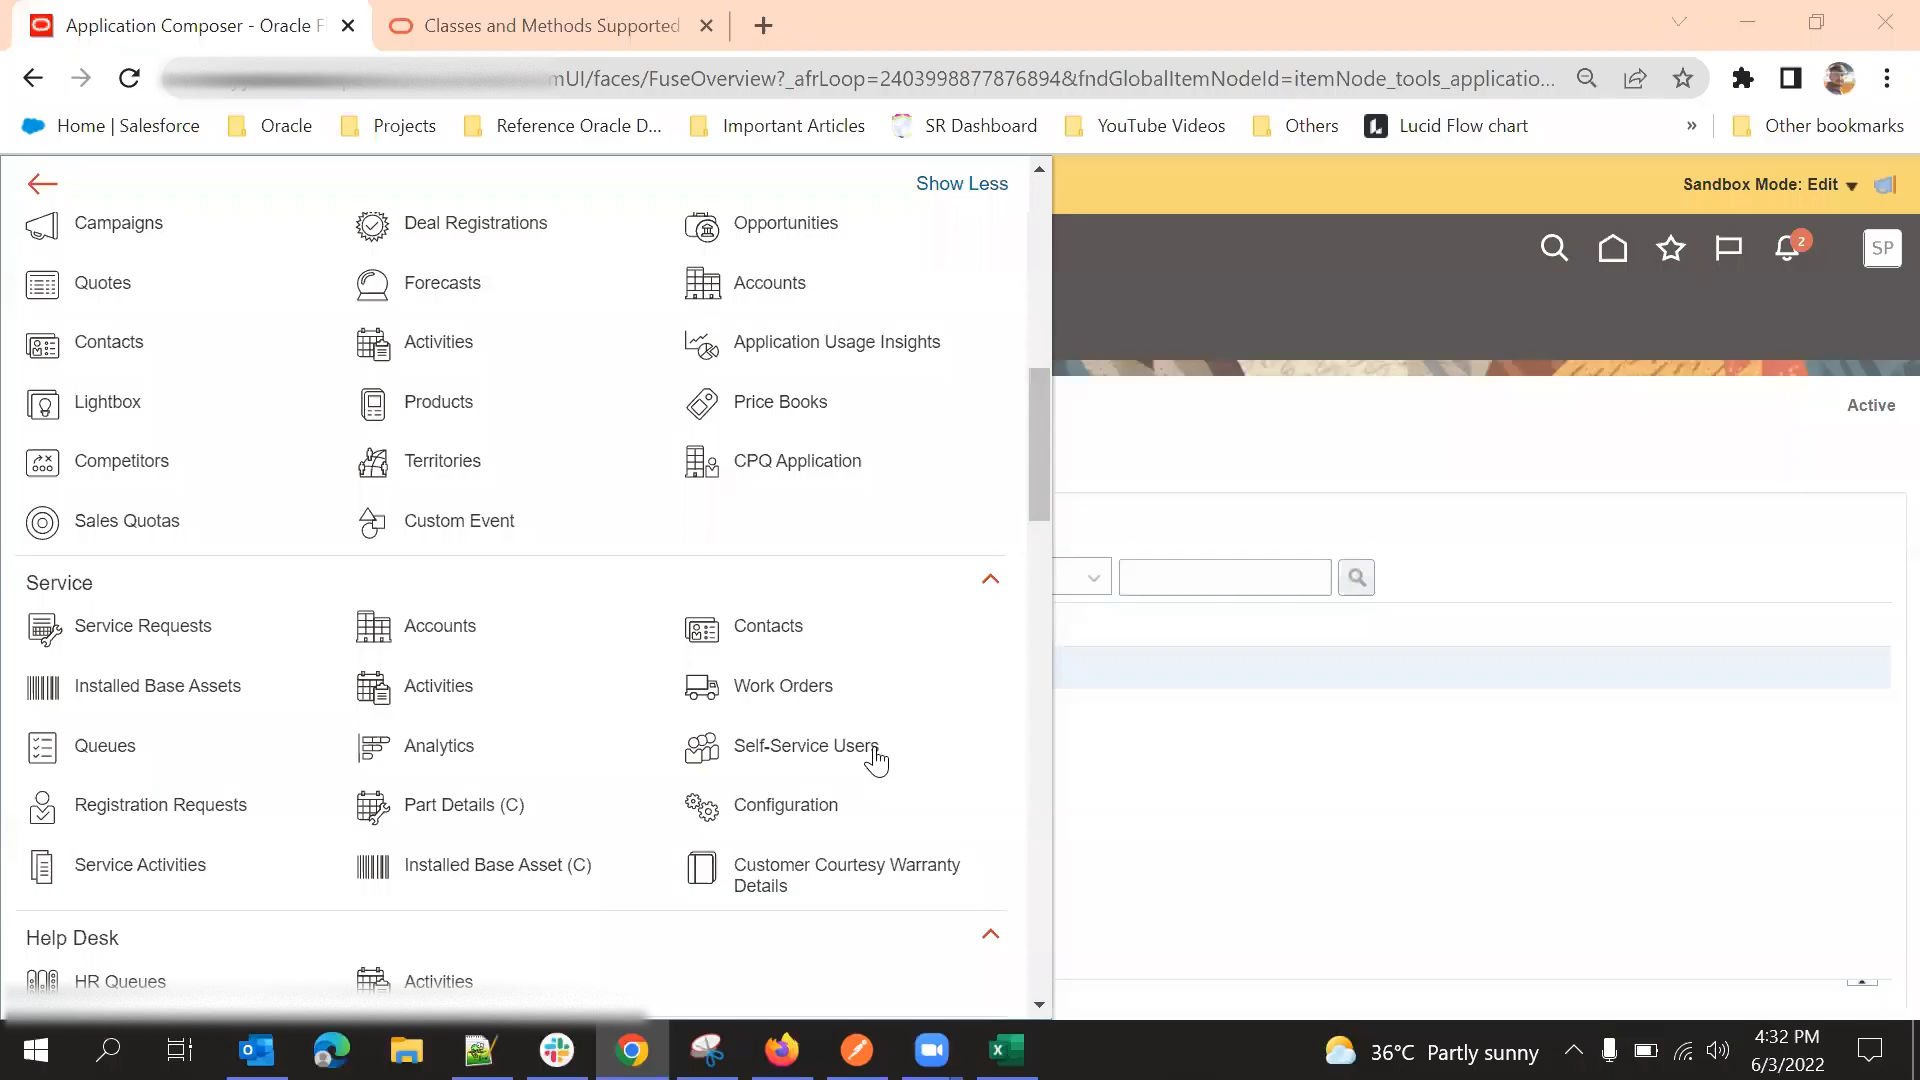 Application Composer - Oracle F
Classes and Methods Supported
mUI/faces/FuseOverview?_afrLoop=2403998877876894&fndGlobalItemNodeId=itemNode_tools_applicatio...
Home | Salesforce
Oracle
Projects
Reference Oracle D...
Important Articles
SR Dashboard
YouTube Videos
Others
Lucid Flow chart
»
Other bookmarks
Show Less
Sandbox Mode: Edit
Campaigns
Deal Registrations
Opportunities
2
SP
Quotes
Forecasts
Accounts
Contacts
Activities
Application Usage Insights
Lightbox
Products
Price Books
Active
Competitors
Territories
CPQ Application
Sales Quotas
Custom Event
Service
Service Requests
Accounts
Contacts
Installed Base Assets
Activities
Work Orders
Queues
Analytics
Self-Service Users
Registration Requests
Part Details (C)
Configuration
Service Activities
Installed Base Asset (C)
Customer Courtesy Warranty
Details
Help Desk
HR Queues
Activities
36°C Partly sunny
4:32 PM
6/3/2022